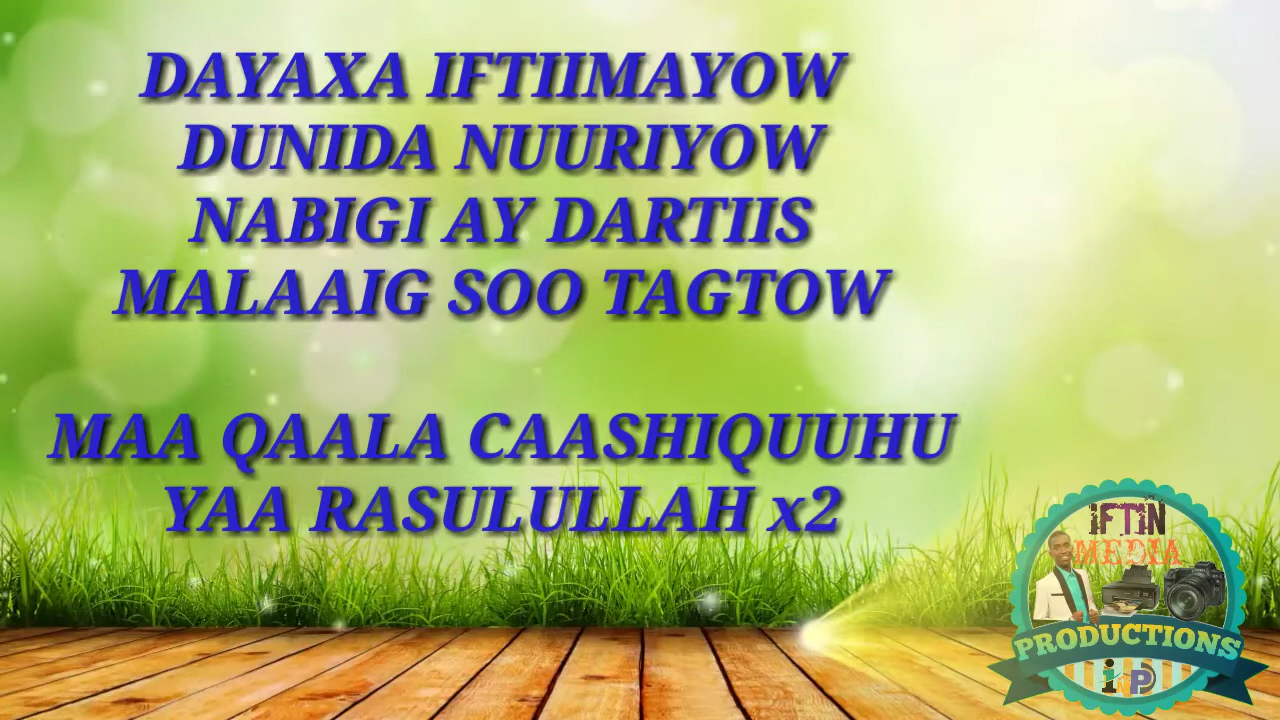 DAYAXA IFTIIMAYOW
DUNIDA NUURIYOW
NABIGI AY DARTIIS
MALAAIG SOO TAGTOW
MAA QAALA CAASHIQUUHU
YAA RASULULLAH x2
IFTIN
MEDIA
PRODUCTIONS
iP